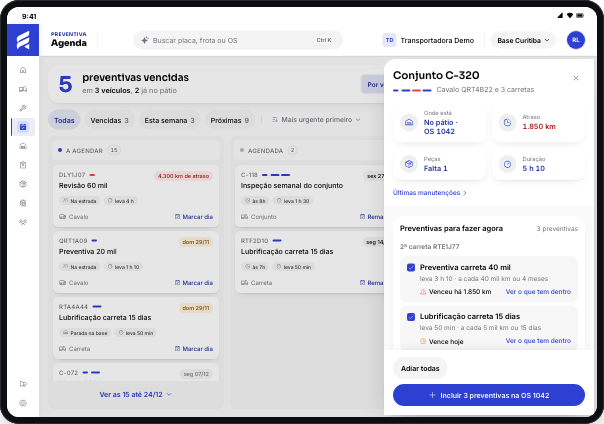 9:41
PREVENTIVA
Agenda
Buscar placa, frota ou OS
Ctrl K
TD
Transportadora Demo
Base Curitiba
RL
5
preventivas vencidas
em 3 veículos, 2 já no pátio
Por v
Todas
Vencidas 3
Esta semana 3
Próximas 9
Mais urgente primeiro
A AGENDAR 15
DLY1J07
4.300 km de atraso
Revisão 60 mil
Na estrada
leva 4 h
Cavalo
Marcar dia
QRT1A09
dom 29/11
Preventiva 20 mil
Na estrada
leva 1 h 10
Cavalo
Marcar dia
RTA4A44
dom 29/11
Lubrificação carreta 15 dias
Parada na base
leva 50 min
Carreta
Marcar dia
C-072
seg 07/12
Ver as 15 até 24/12
AGENDADA 2
C-118
sex 27
Inspeção semanal do conjunto
às 8h
leva 1 h 30
Conjunto
Rema
RTF2D10
seg 14
Lubrificação carreta 15 dias
às 7h
leva 50 min
Carreta
Rema
Conjunto C-320
Cavalo QRT4B22 e 3 carretas
Onde está
No pátio ·
OS 1042
Atraso
1.850 km
Peças
Falta 1
Duração
5 h 10
Últimas manutenções
Preventivas para fazer agora
3 preventivas
2ª carreta RTE1J77
Preventiva carreta 40 mil
leva 3 h 10 · a cada 40 mil km ou 4 meses
Venceu há 1.850 km
Ver o que tem dentro
Lubrificação carreta 15 dias
leva 50 min · a cada 5 mil km ou 15 dias
Vence hoje
Ver o que tem dentro
Adiar todas
Incluir 3 preventivas na OS 1042